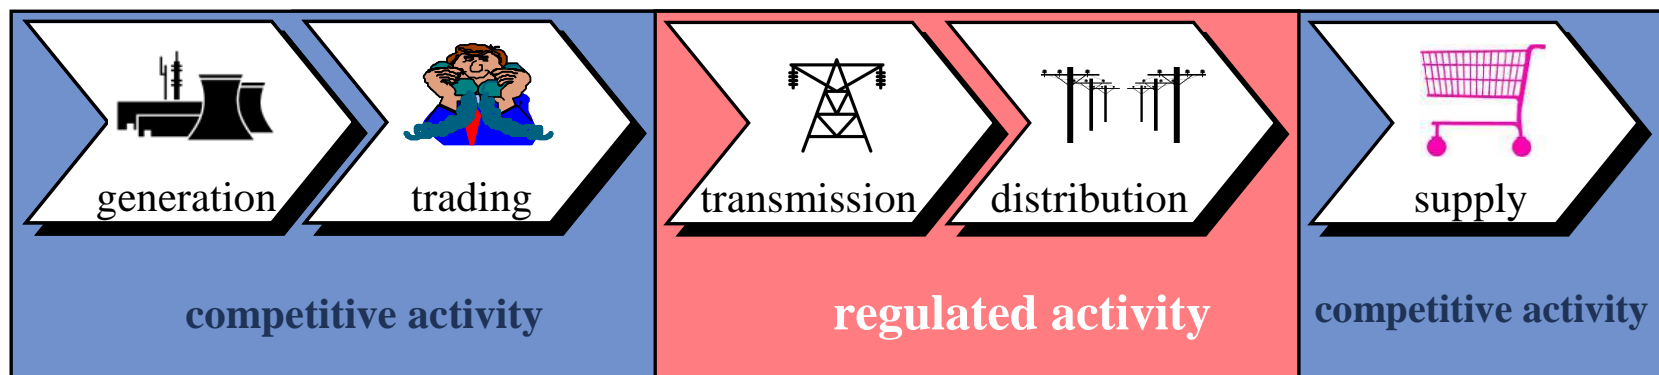 generation
trading
transmission
distribution
supply
competitive activity
regulated activity
competitive activity